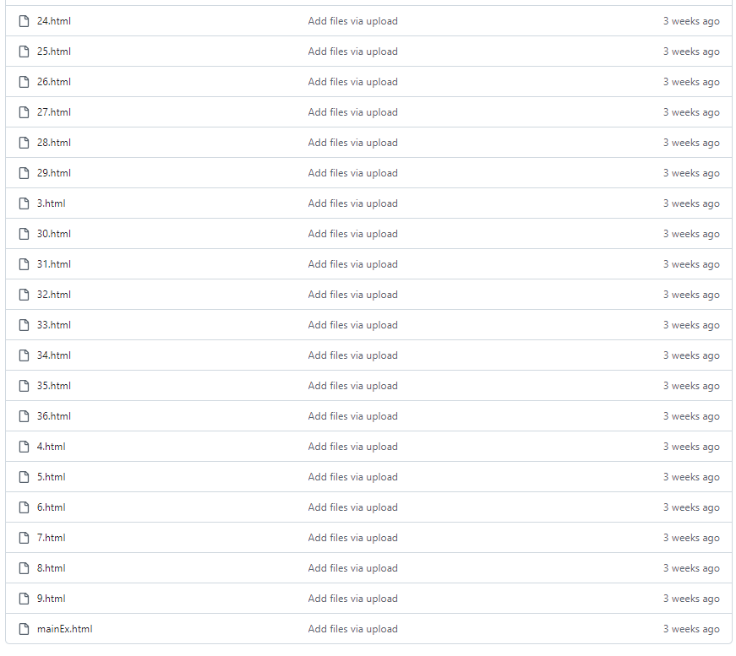 24.html Add files via upload 3 weeks ago
25.html Add files via upload 3 weeks ago
26.html Add files via upload 3 weeks ago
27.html Add files via upload 3 weeks ago
28.html Add files via upload 3 weeks ago
29.html Add files via upload 3 weeks ago
3.html Add files via upload 3 weeks ago
30.html Add files via upload 3 weeks ago
31.html Add files via upload 3 weeks ago
32.html Add files via upload 3 weeks ago
33.html Add files via upload 3 weeks ago
34.html Add files via upload 3 weeks ago
35.html Add files via upload 3 weeks ago
36.html Add files via upload 3 weeks ago
4.html Add files via upload 3 weeks ago
5.html Add files via upload 3 weeks ago
6.html Add files via upload 3 weeks ago
7.html Add files via upload 3 weeks ago
8.html Add files via upload 3 weeks ago
9.html Add files via upload 3 weeks ago
mainEx.html Add files via upload 3 weeks ago